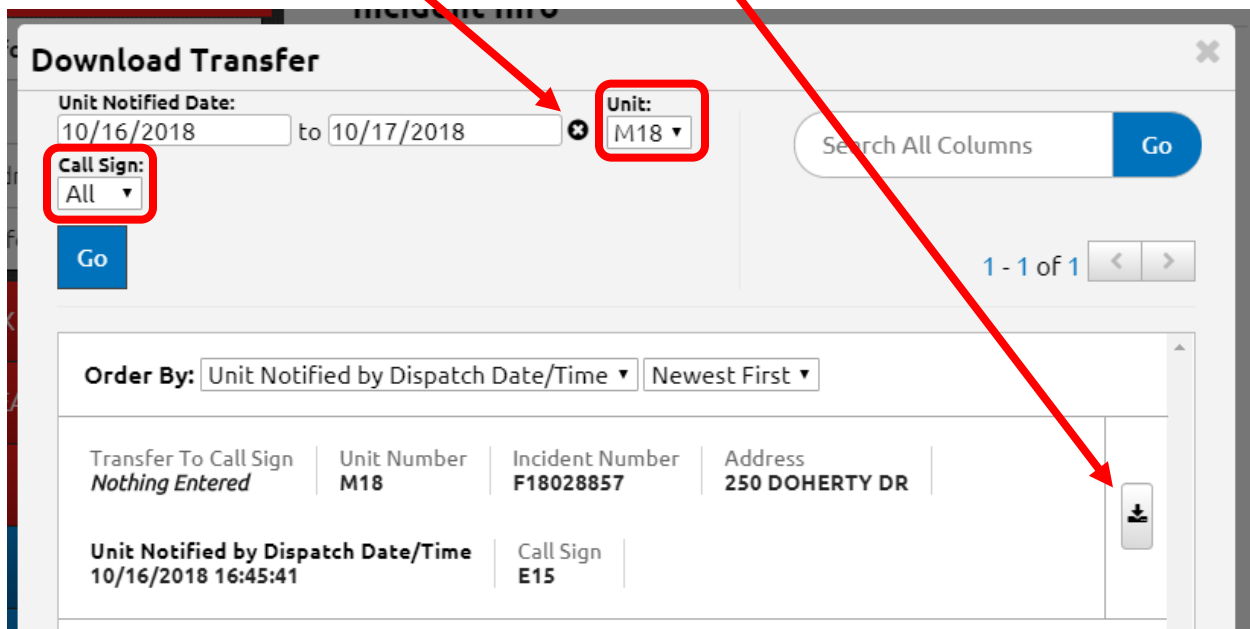 Incident Info
Download Transfer
Unit Notified Date:
10/16/2018 to 10/17/2018
Unit:
M18
Search All Columns
Go
Call Sign:
All
Go
1 - 1 of 1
Order By: Unit Notified by Dispatch Date/Time Newest First
Transfer To Call Sign
Nothing Entered
Unit Number
M18
Incident Number
F18028857
Address
250 DOHERTY DR
Unit Notified by Dispatch Date/Time
10/16/2018 16:45:41
Call Sign
E15